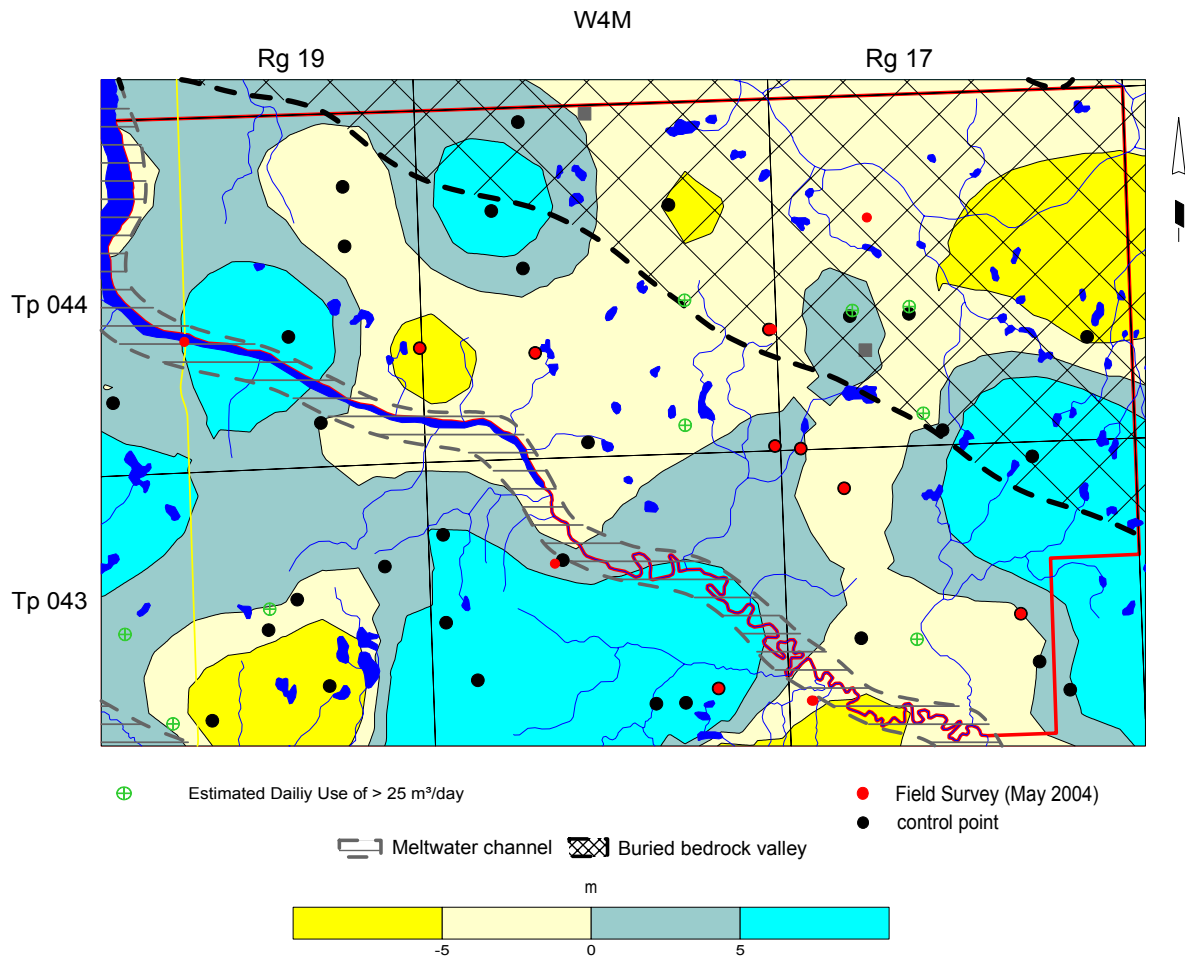 W4M
Rg 19 Rg 17
Tp 044
Tp 043
Estimated Dailiy Use of > 25 m³/day
Field Survey (May 2004)
control point
Meltwater channel Buried bedrock valley
m
-5 0 5